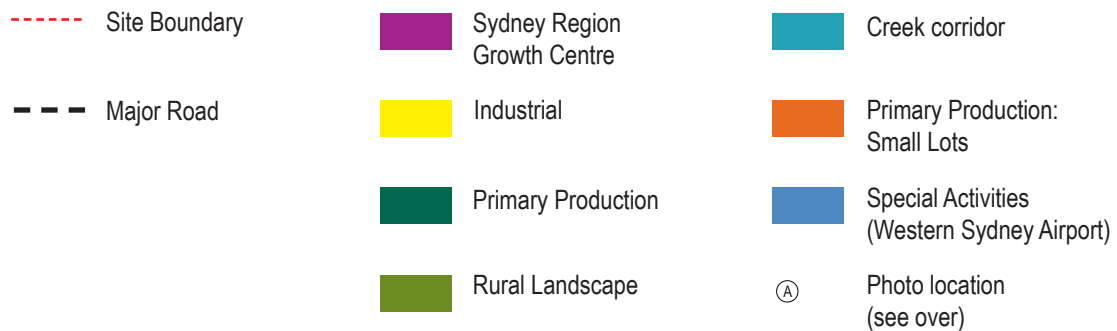 Site Boundary
Major Road
Sydney Region
Growth Centre
Industrial
Primary Production
Rural Landscape
Creek corridor
Primary Production:
Small Lots
Special Activities
(Western Sydney Airport)
A
Photo location
(see over)